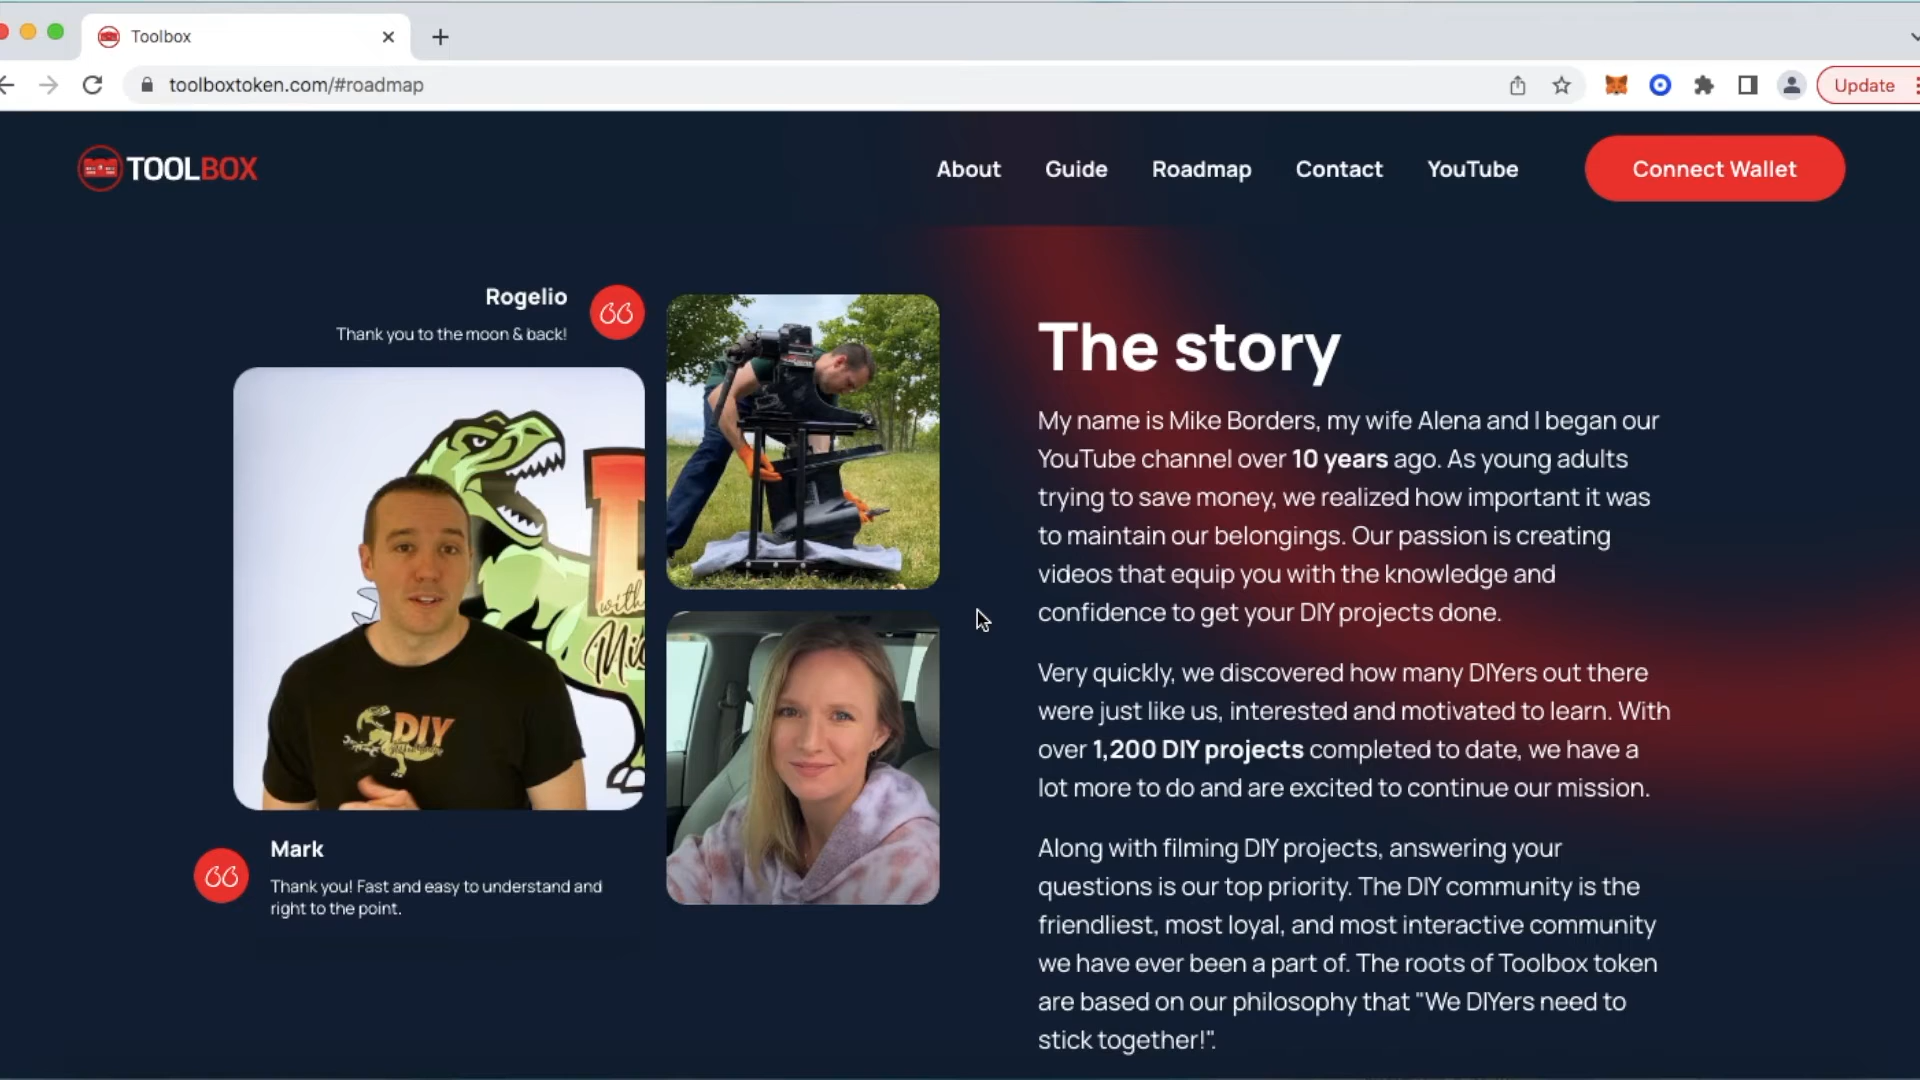 Toolbox
toolboxtoken.com/#roadmap
Update
TOOLBOX
About
Guide
Roadmap
Contact
YouTube
Connect Wallet
Rogelio
Thank you to the moon & back!
with
DIY
Mark
Thank you! Fast and easy to understand and
right to the point.
The story
My name is Mike Borders, my wife Alena and I began our
YouTube channel over 10 years ago. As young adults
trying to save money, we realized how important it was
to maintain our belongings. Our passion is creating
videos that equip you with the knowledge and
confidence to get your DIY projects done.
Very quickly, we discovered how many DIYers out there
were just like us, interested and motivated to learn. With
over 1,200 DIY projects completed to date, we have a
lot more to do and are excited to continue our mission.
Along with filming DIY projects, answering your
questions is our top priority. The DIY community is the
friendliest, most loyal, and most interactive community
we have ever been a part of. The roots of Toolbox token
are based on our philosophy that "We DIYers need to
stick together!".